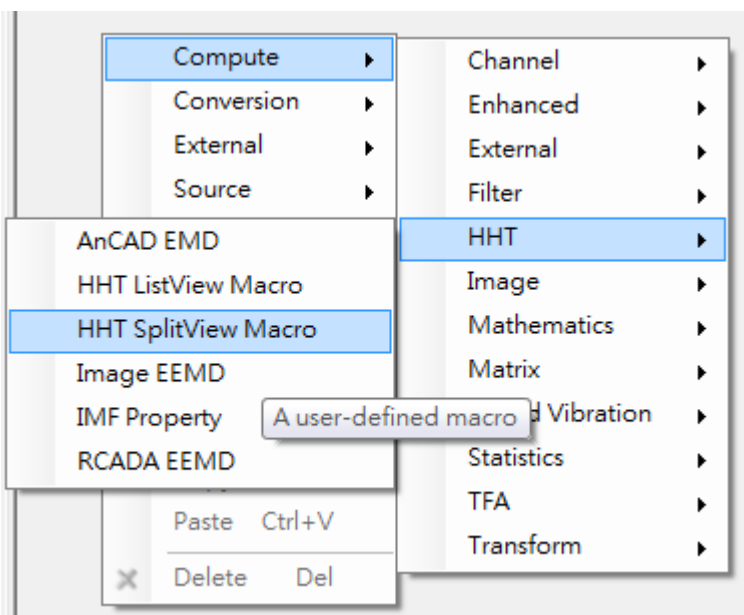 Compute
Conversion
External
Source
Paste Ctrl+V
Delete Del
Channel
Enhanced
External
Filter
HHT
Image
Mathematics
Matrix
Vibration
Statistics
TFA
Transform
AnCAD EMD
HHT ListView Macro
HHT SplitView Macro
Image EEMD
IMF Property
RCADA EEMD
A user-defined macro